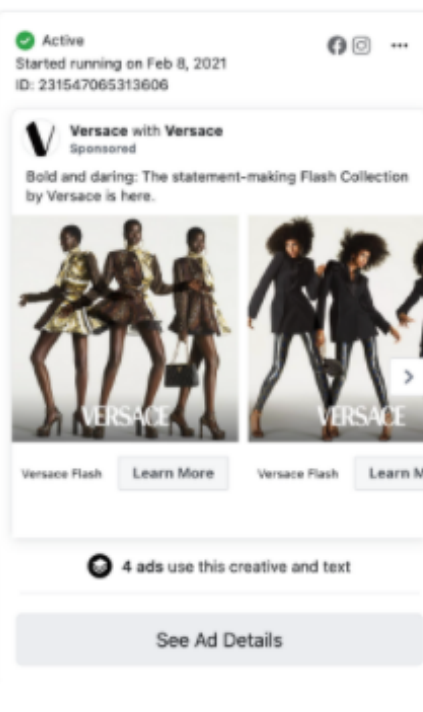 Active
Started running on Feb 8, 2021
ID: 231547065313606
Versace with Versace
Sponsored
Bold and daring: The statement-making Flash Collection
by Versace is here.
VERSACE
VERSACE
Versace Flash
Learn More
Versace Flash
Learn M
4 ads use this creative and text
See Ad Details